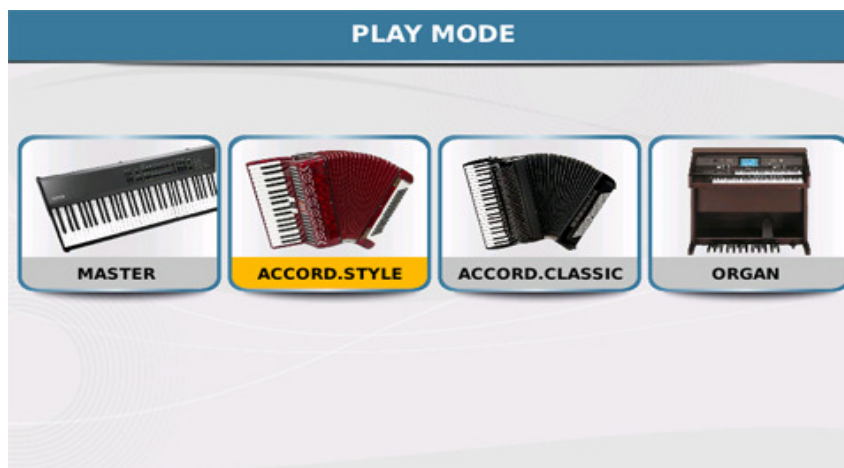 PLAY MODE
MASTER
ACCORD.STYLE
ACCORD.CLASSIC
ORGAN